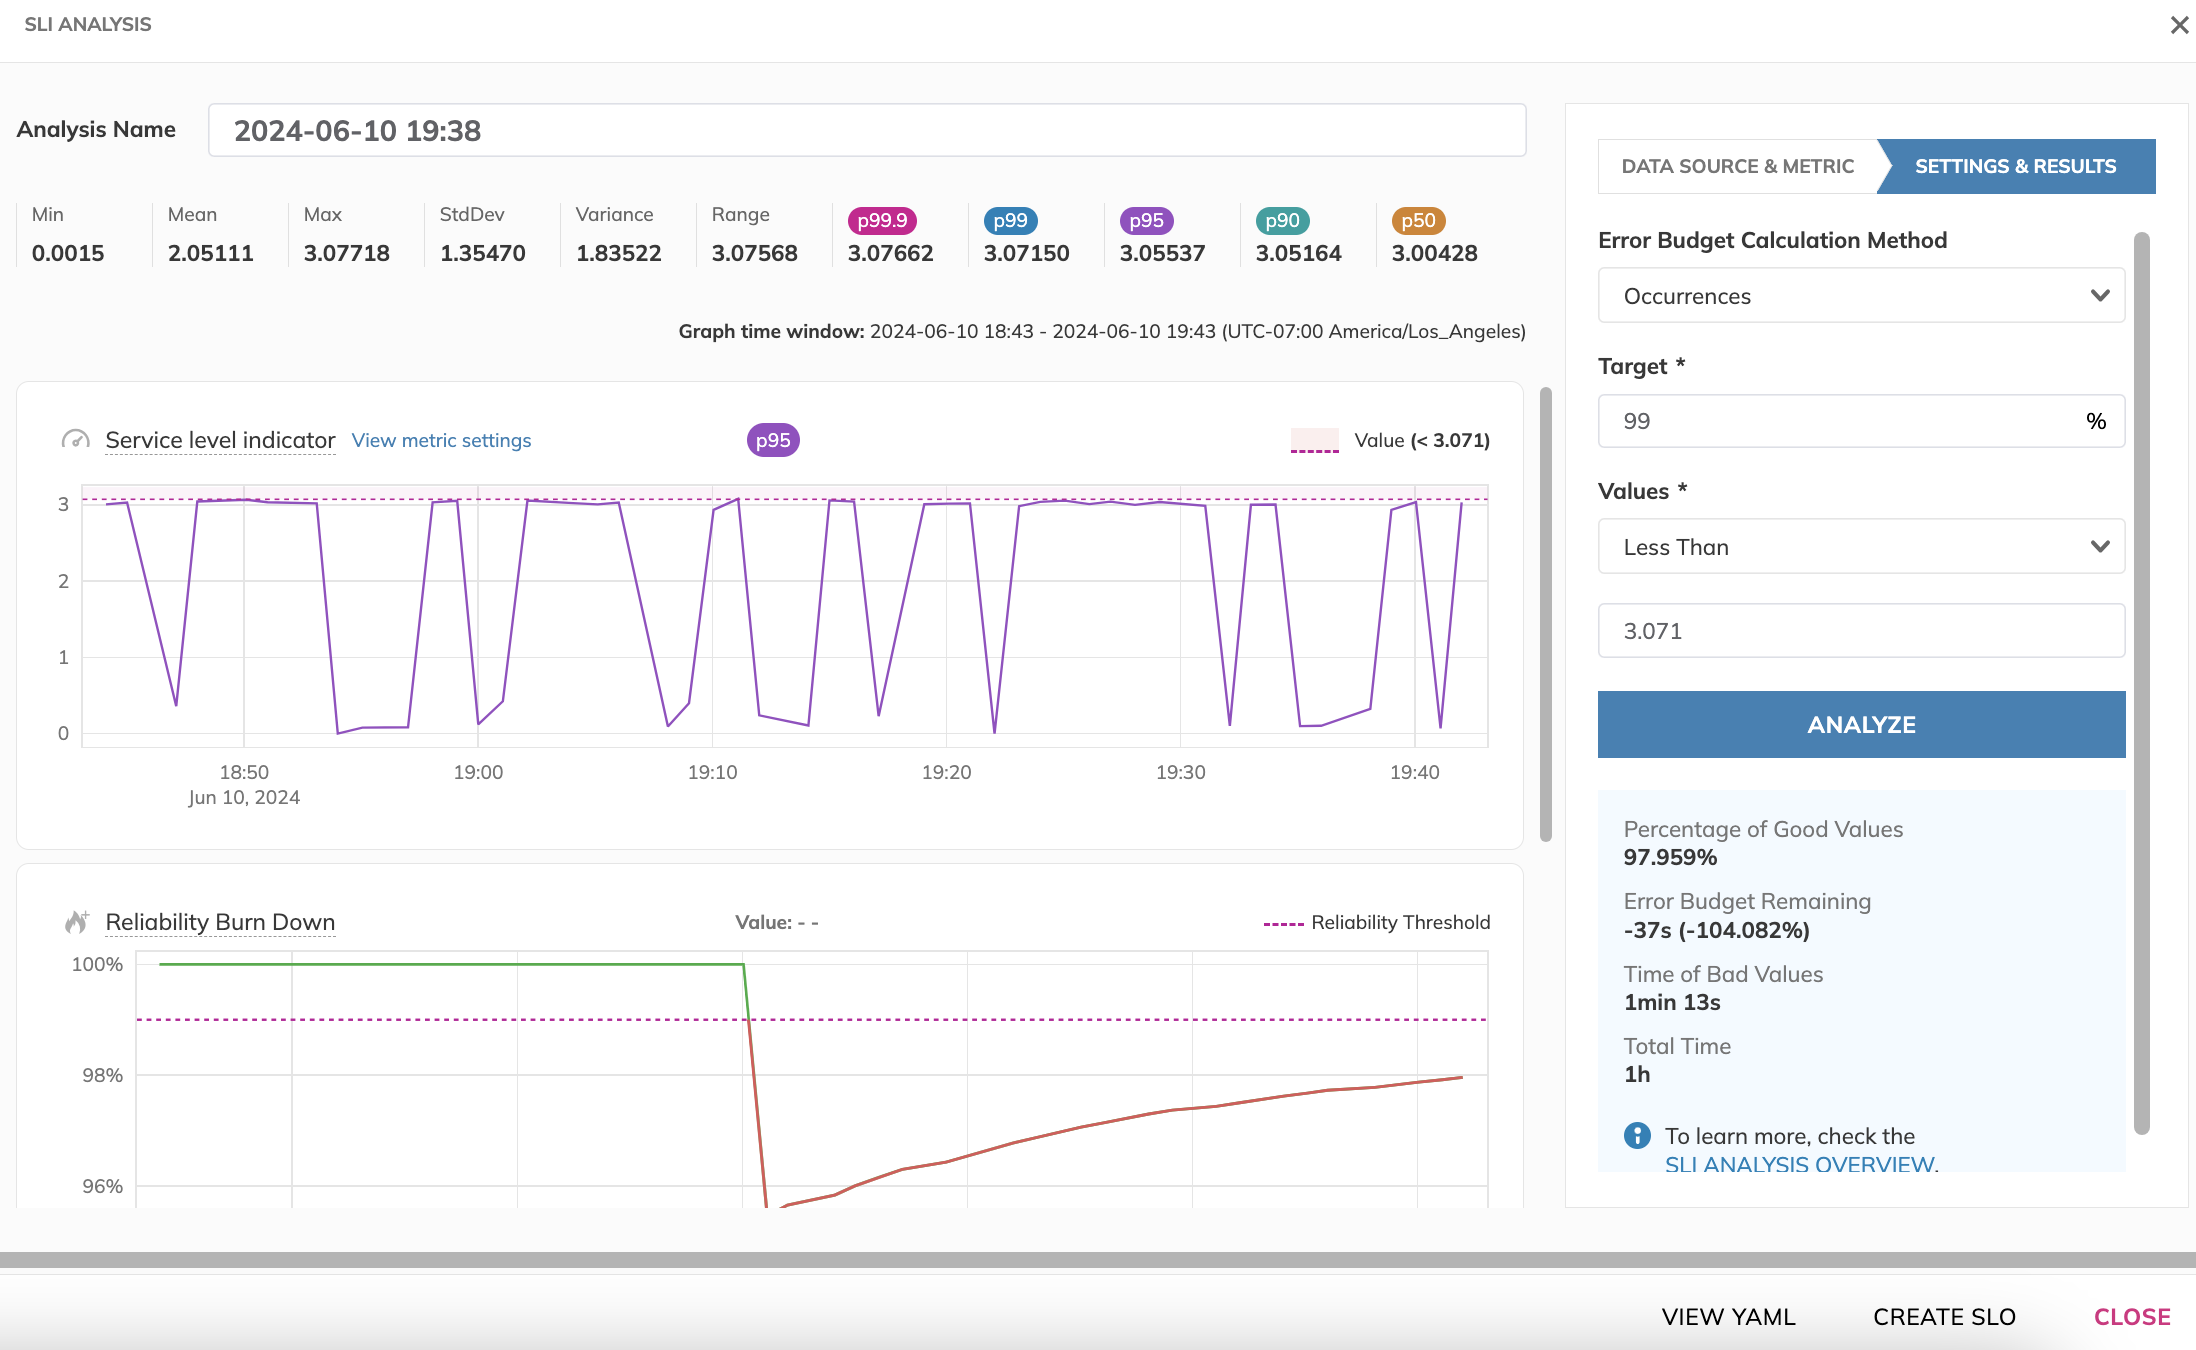 SLI ANALYSIS
Analysis Name
2024-06-10 19:38
Min Mean Max StdDev Variance Range p99.9 p99 p95 p90 p50
0.0015 2.05111 3.07718 1.35470 1.83522 3.07568 3.07662 3.07150 3.05537 3.05164 3.00428
Graph time window: 2024-06-10 18:43 - 2024-06-10 19:43 (UTC-07:00 America/Los_Angeles)
Service level indicator View metric settings p95 Value (< 3.071)
3
2
1
0
18:50 19:00 19:10 19:20 19:30 19:40
Jun 10, 2024
Reliability Burn Down Value: - - Reliability Threshold
100%
98%
96%
DATA SOURCE & METRIC SETTINGS & RESULTS
Error Budget Calculation Method
Occurrences
Target *
99 %
Values *
Less Than
3.071
ANALYZE
Percentage of Good Values
97.959%
Error Budget Remaining
-37s (-104.082%)
Time of Bad Values
1min 13s
Total Time
1h
To learn more, check the
SLI ANALYSIS OVERVIEW.
VIEW YAML CREATE SLO CLOSE